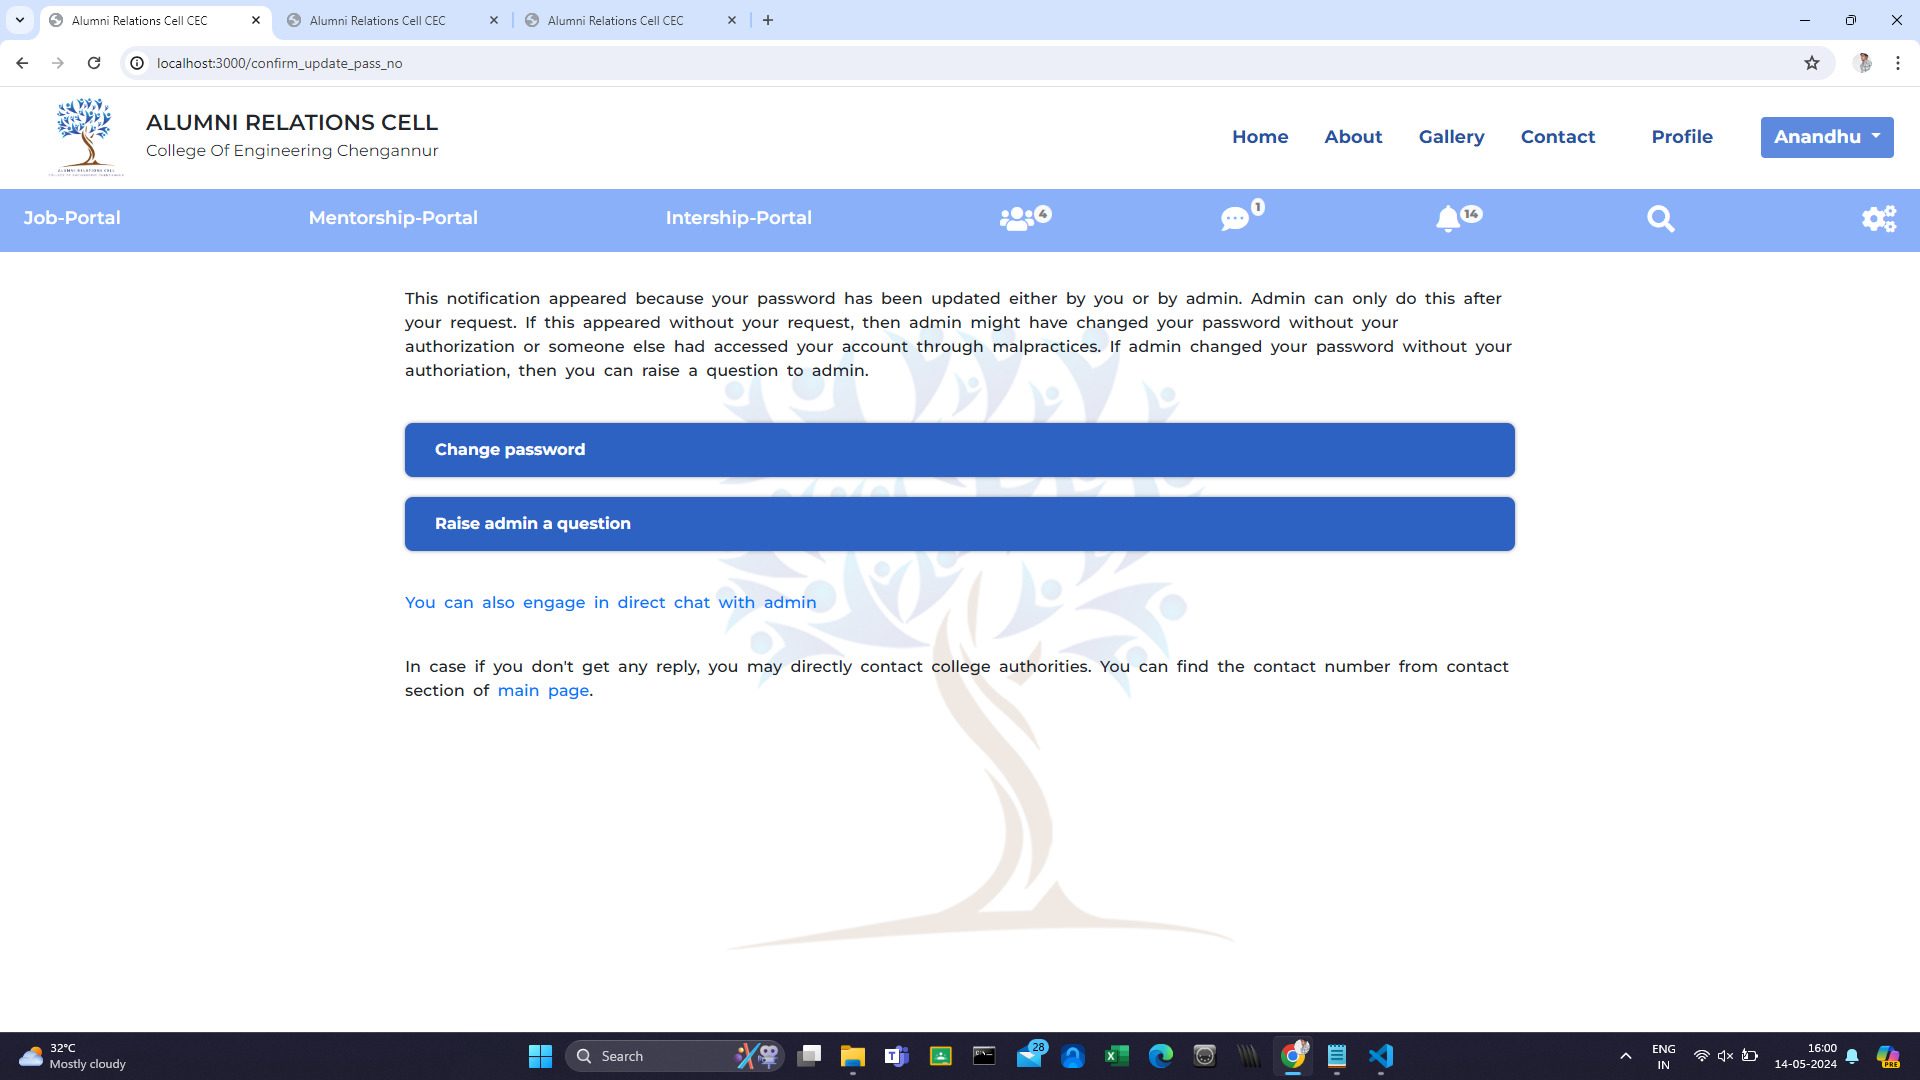 Alumni Relations Cell CEC
Alumni Relations Cell CEC
Alumni Relations Cell CEC
localhost:3000/confirm_update_pass_no
ALUMNI RELATIONS CELL
College Of Engineering Chengannur
Home About Gallery Contact Profile Anandhu
Job-Portal Mentorship-Portal Intership-Portal 4 1 14
This notification appeared because your password has been updated either by you or by admin. Admin can only do this after
your request. If this appeared without your request, then admin might have changed your password without your
authorization or someone else had accessed your account through malpractices. If admin changed your password without your
authoriation, then you can raise a question to admin.
Change password
Raise admin a question
You can also engage in direct chat with admin
In case if you don't get any reply, you may directly contact college authorities. You can find the contact number from contact
section of main page.
32°C
Mostly cloudy
Search
28
ENG
IN
16:00
14-05-2024
PRE